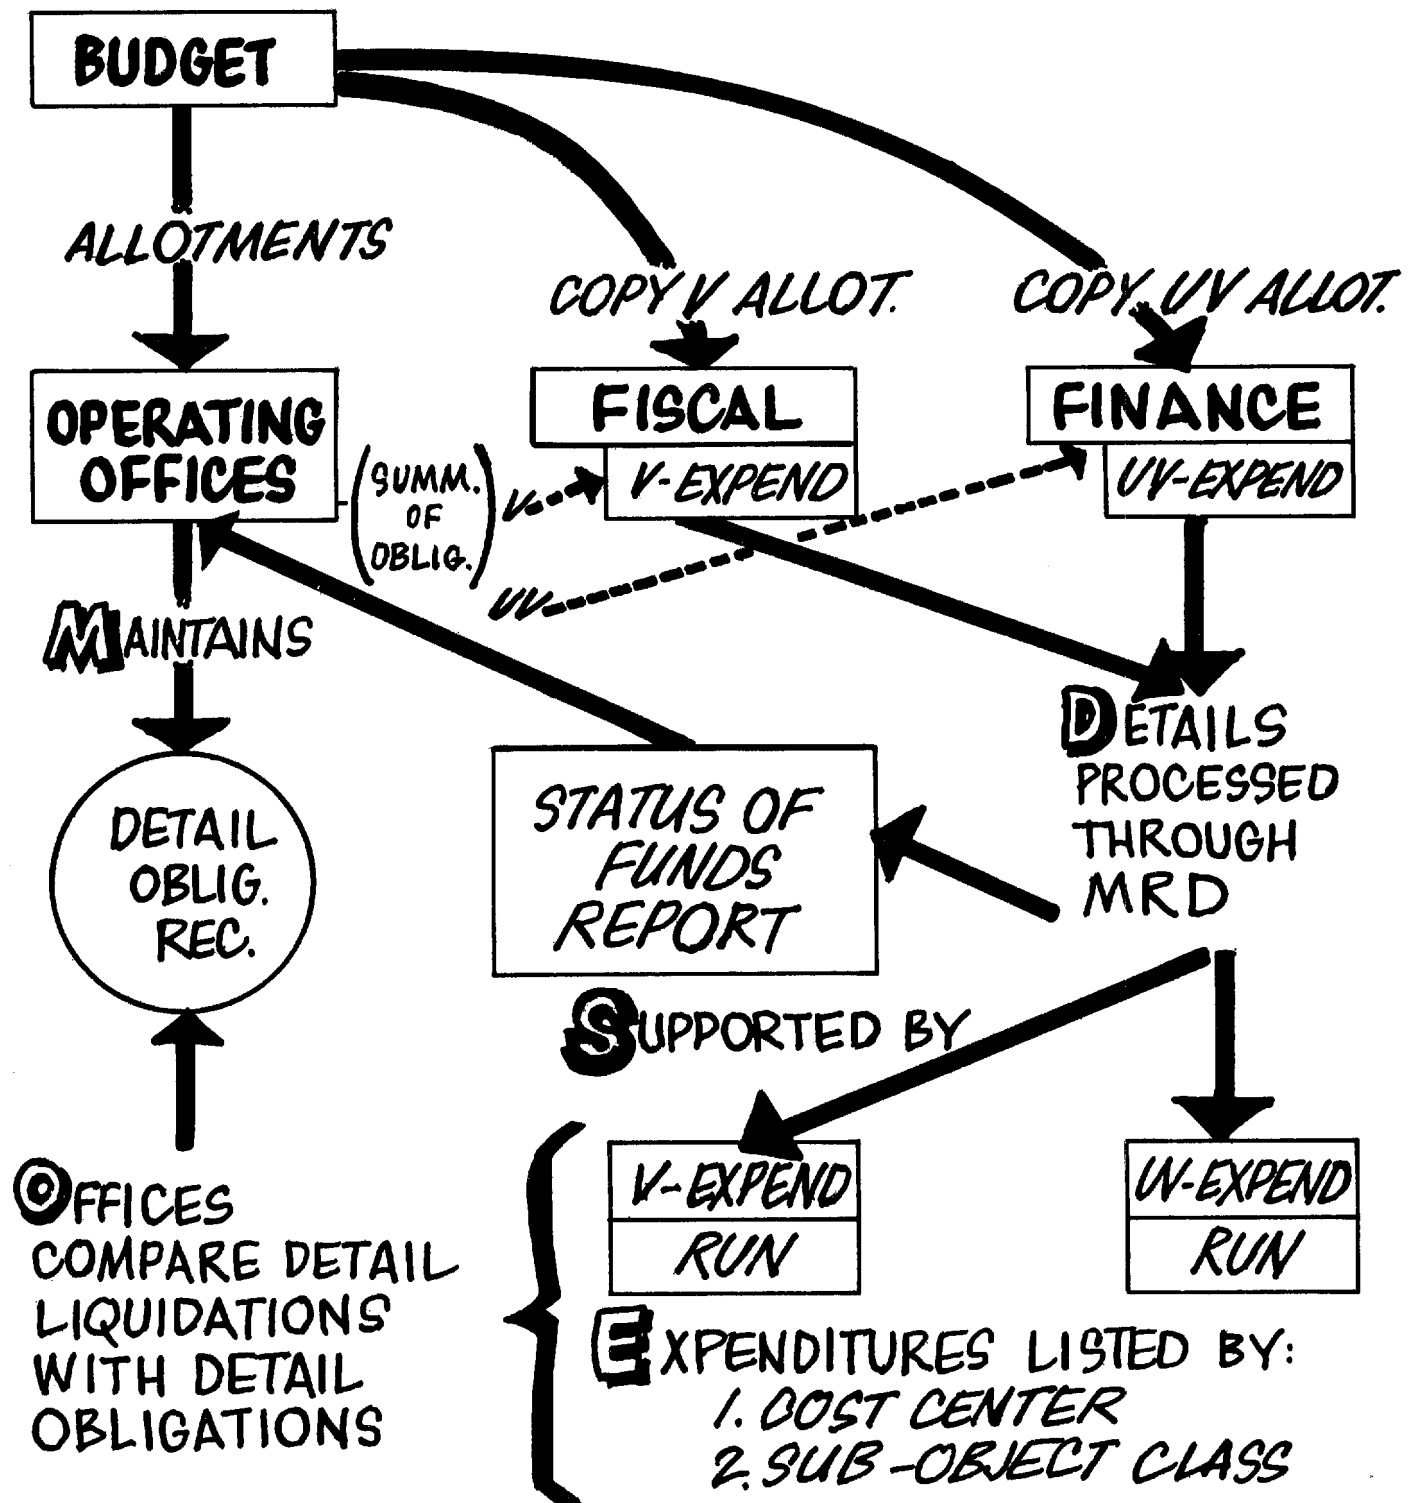 BUDGET
ALLOTMENTS
COPY V ALLOT.
COPY UV ALLOT.
OPERATING
OFFICES
(SUMM.
OF
OBLIG.)
V
UV
FISCAL
V-EXPEND
FINANCE
UV-EXPEND
MAINTAINS
DETAIL
OBLIG.
REC.
STATUS OF
FUNDS
REPORT
DETAILS
PROCESSED
THROUGH
MRD
SUPPORTED BY
V-EXPEND
RUN
UV-EXPEND
RUN
OFFICES
COMPARE DETAIL
LIQUIDATIONS
WITH DETAIL
OBLIGATIONS
EXPENDITURES LISTED BY:
1. COST CENTER
2. SUB-OBJECT CLASS